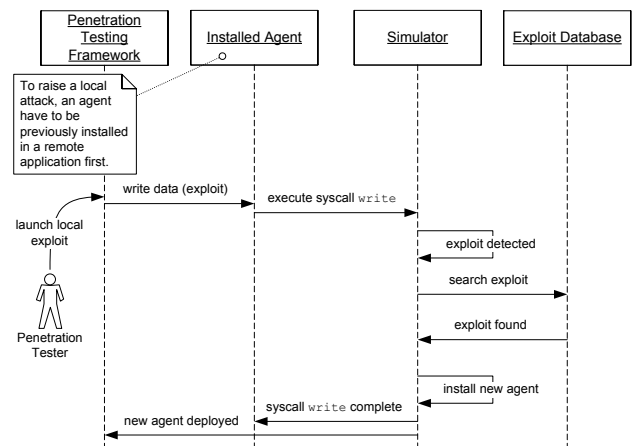 Penetration
Testing
Framework
Installed Agent
Simulator
Exploit Database
To raise a local
attack, an agent
have to be
previously installed
in a remote
application first.
write data (exploit)
execute syscall write
launch local
exploit
exploit detected
search exploit
Penetration
Tester
exploit found
install new agent
syscall write complete
new agent deployed